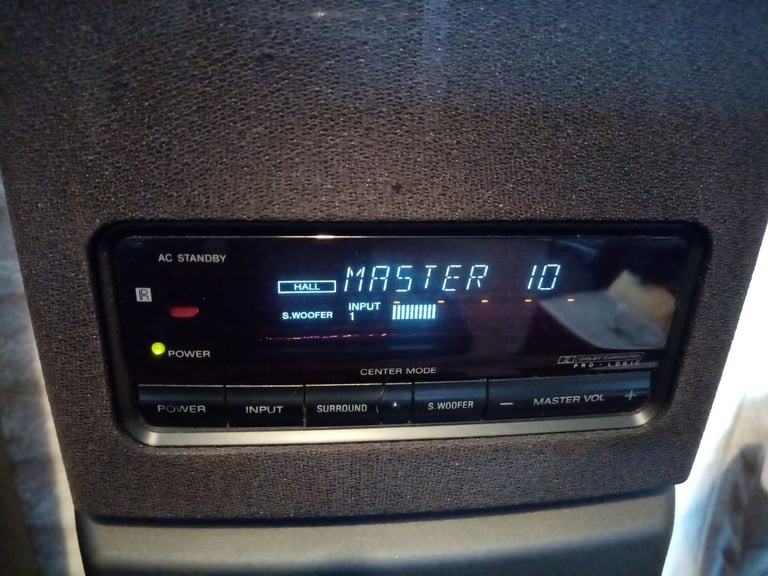 AC STANDBY
HALL MASTER 10
IR
S.WOOFER INPUT
1
POWER
DOLBY SURROUND
PRO · LOGIC
CENTER MODE
POWER INPUT SURROUND S.WOOFER − MASTER VOL +